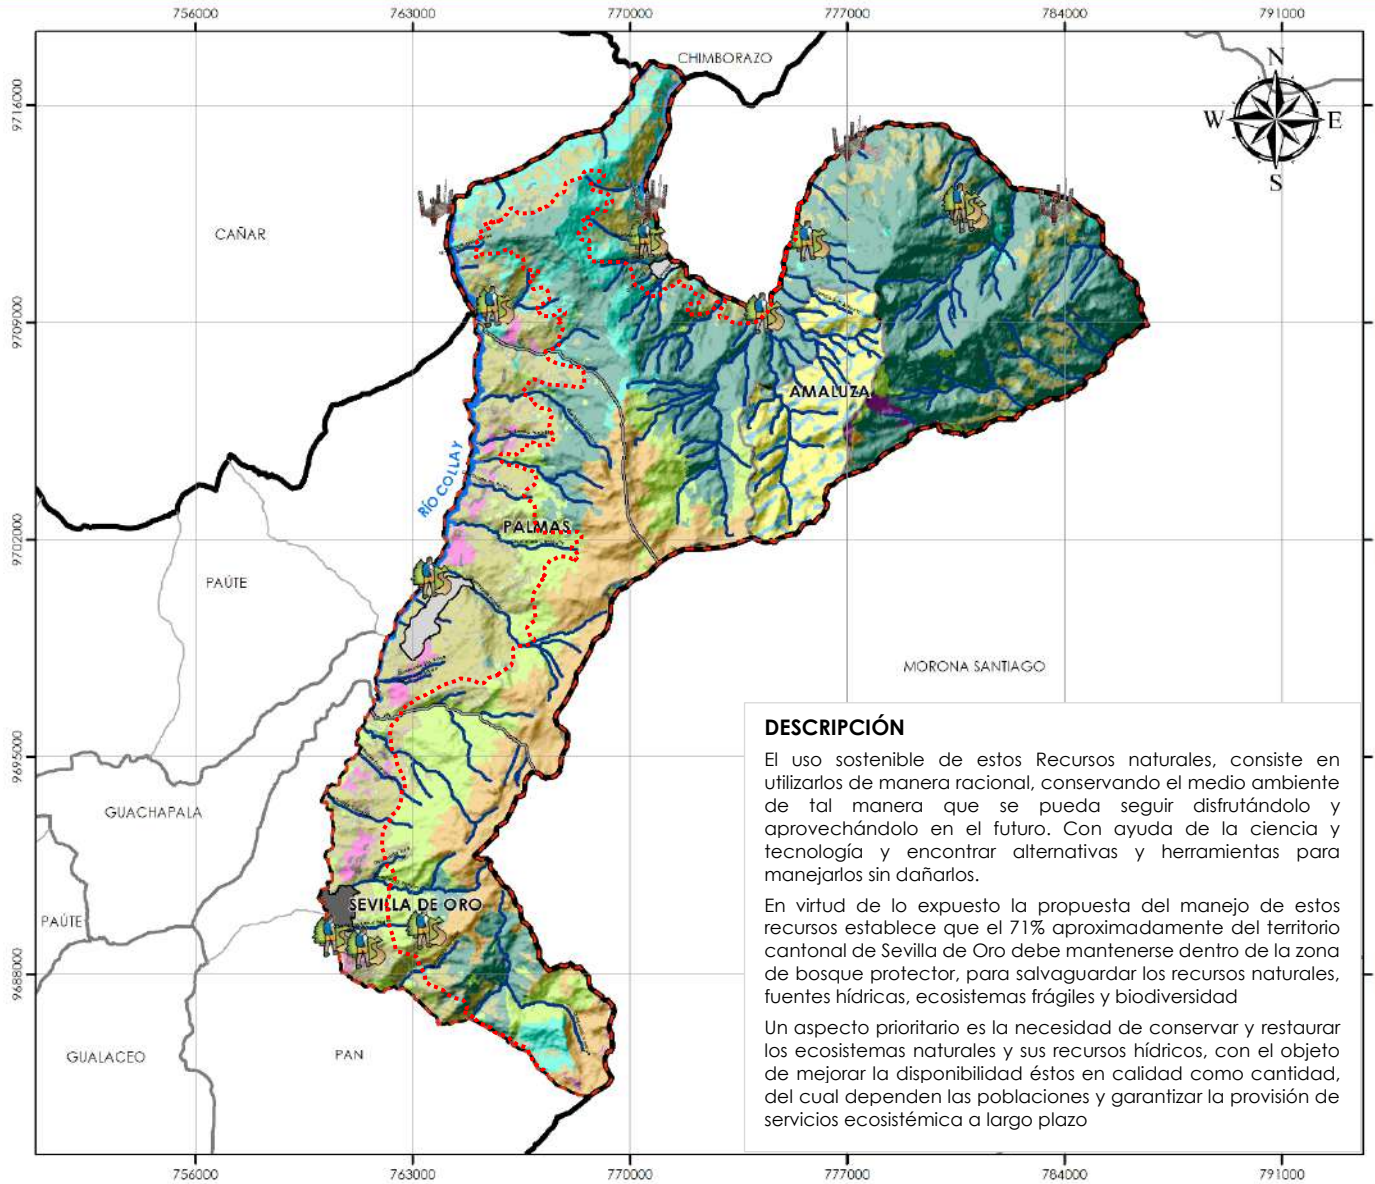 756000
763000
770000
777000
784000
791000
CHIMBORAZO
N
W
E
S
9716000
CAÑAR
9709000
AMALUZA
RÍO COLLAY
PALMAS
9702000
PAÚTE
MORONA SANTIAGO
DESCRIPCIÓN
El uso sostenible de estos Recursos naturales, consiste en
utilizarlos de manera racional, conservando el medio ambiente
de tal manera que se pueda seguir disfrutándolo y
aprovechándolo en el futuro. Con ayuda de la ciencia y
tecnología y encontrar alternativas y herramientas para
manejarlos sin dañarlos.
En virtud de lo expuesto la propuesta del manejo de estos
recursos establece que el 71% aproximadamente del territorio
cantonal de Sevilla de Oro debe mantenerse dentro de la zona
de bosque protector, para salvaguardar los recursos naturales,
fuentes hídricas, ecosistemas frágiles y biodiversidad
Un aspecto prioritario es la necesidad de conservar y restaurar
los ecosistemas naturales y sus recursos hídricos, con el objeto
de mejorar la disponibilidad éstos en calidad como cantidad,
del cual dependen las poblaciones y garantizar la provisión de
servicios ecosistémica a largo plazo
9695000
GUACHAPALA
SEVILLA DE ORO
PAÚTE
9688000
GUALACEO
PAN
756000
763000
770000
777000
784000
791000